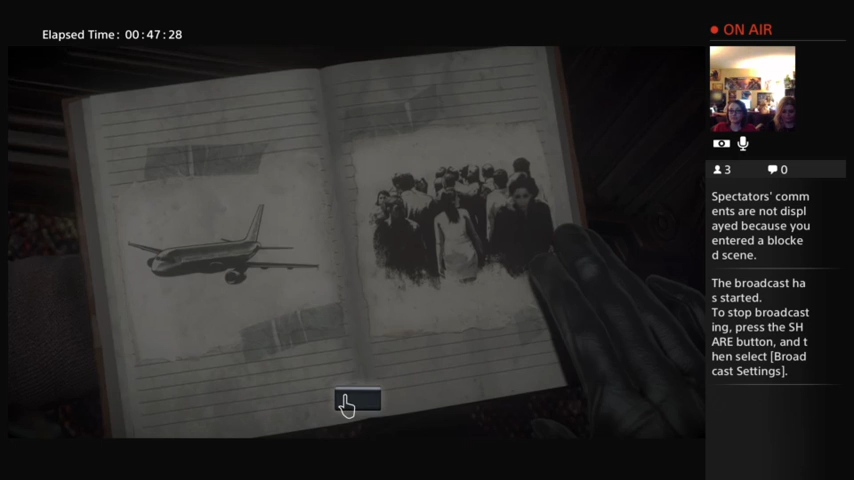 Elapsed Time: 00:47:28
ON AIR
3
0
Spectators' comm
ents are not displ
ayed because you
entered a blocke
d scene.
The broadcast ha
s started.
To stop broadcast
ing, press the SH
ARE button, and t
hen select [Broad
cast Settings].